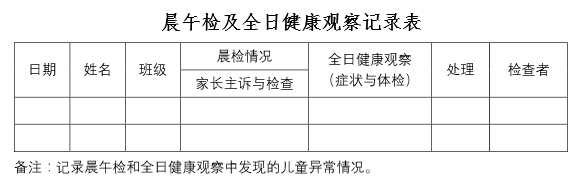 晨午检及全日健康观察记录表
日期 姓名 班级 晨检情况 全日健康观察 处理 检查者
家长主诉与检查 （症状与体检）
备注：记录晨午检和全日健康观察中发现的儿童异常情况。